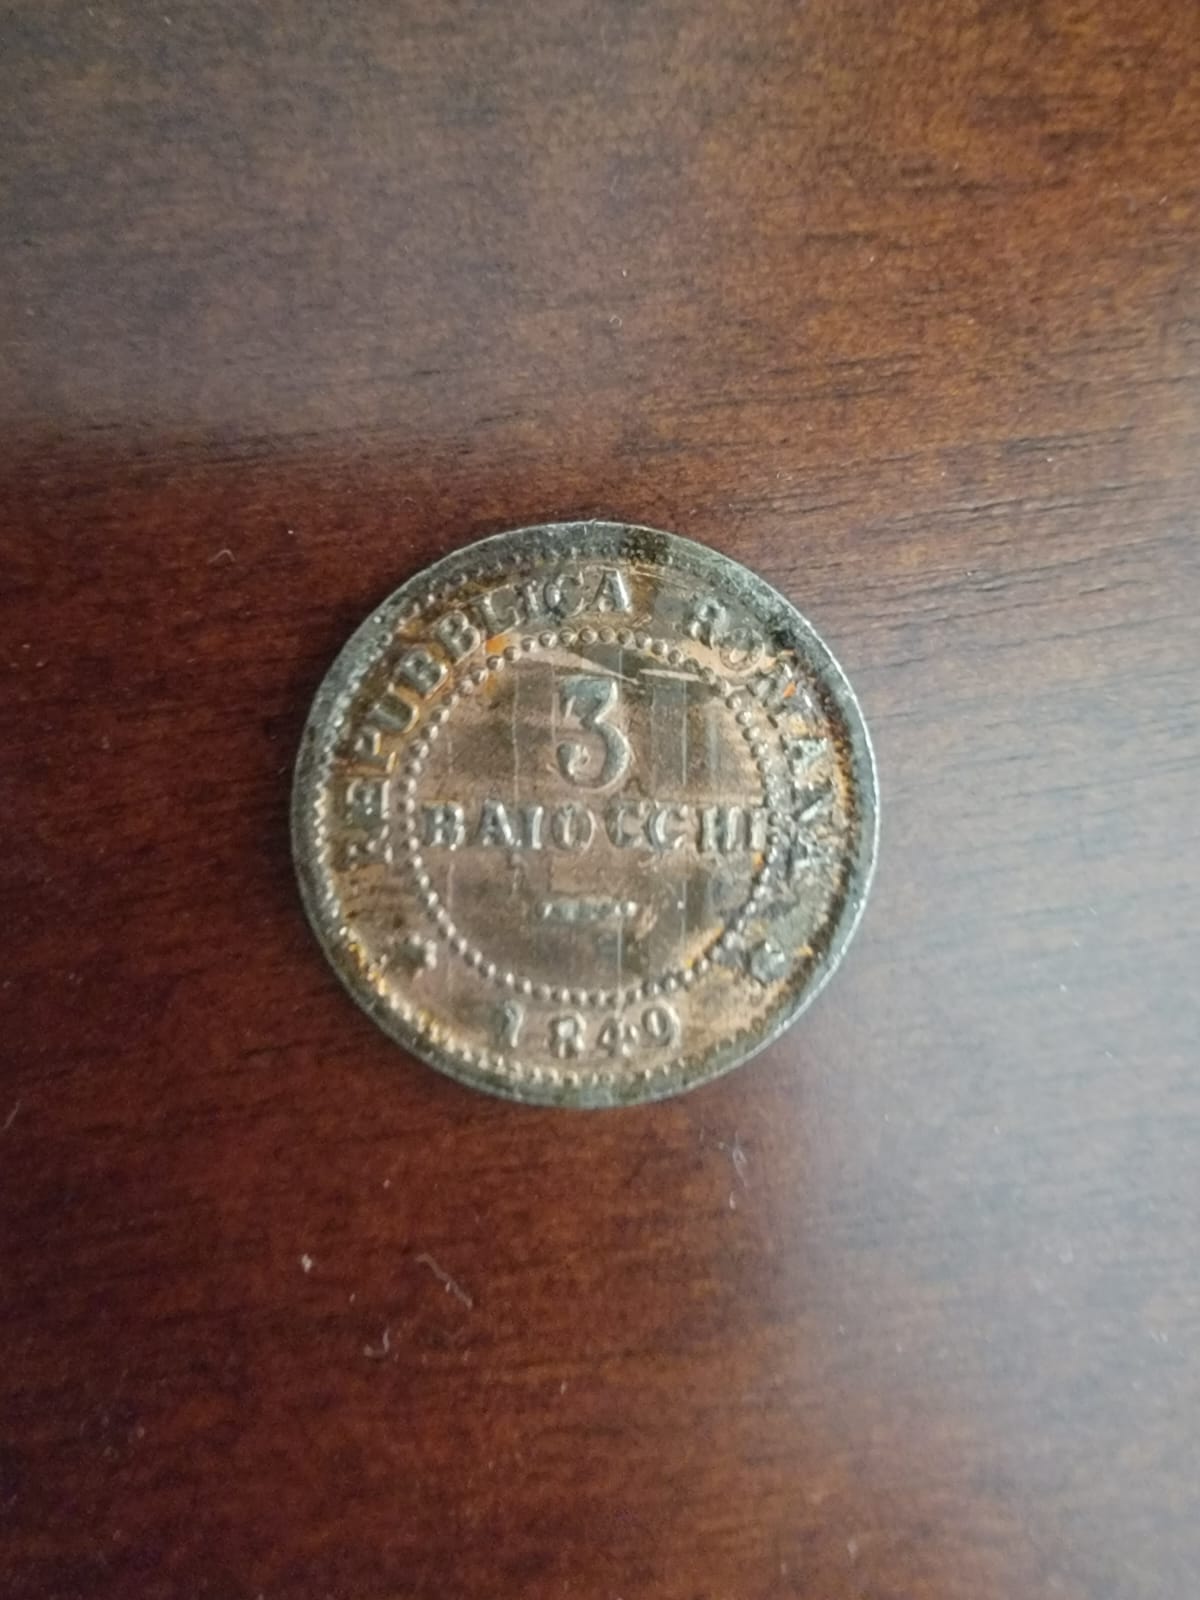 REPUBBLICA ROMANA
3
BAIOCCHI
1849